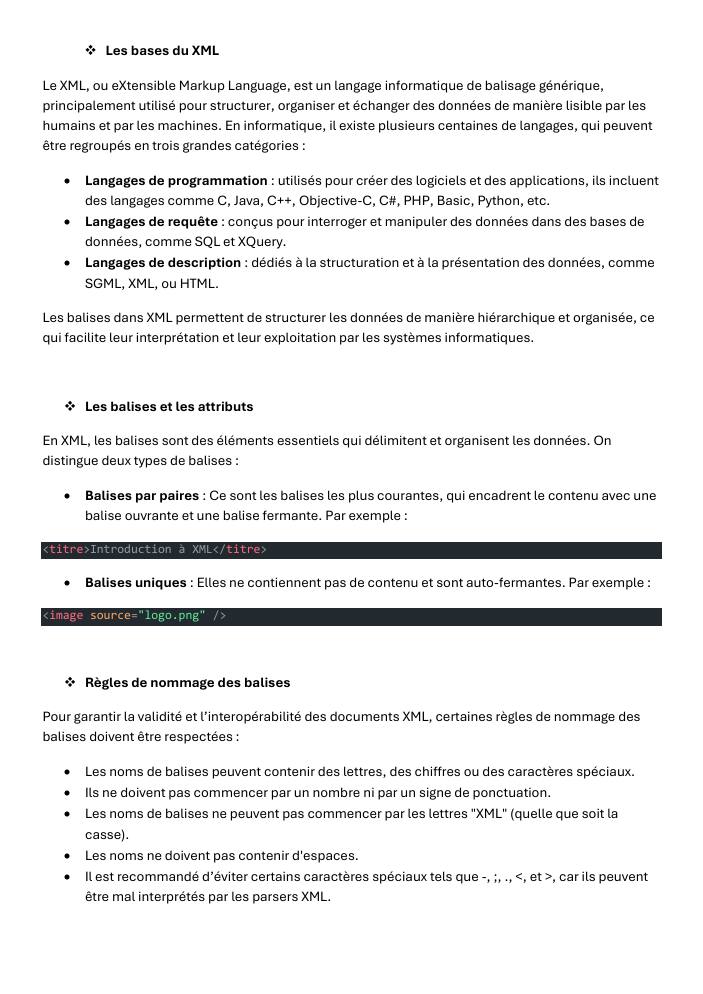 ❖ Les bases du XML
Le XML, ou eXtensible Markup Language, est un langage informatique de balisage générique,
principalement utilisé pour structurer, organiser et échanger des données de manière lisible par les
humains et par les machines. En informatique, il existe plusieurs centaines de langages, qui peuvent
être regroupés en trois grandes catégories :
• Langages de programmation : utilisés pour créer des logiciels et des applications, ils incluent
des langages comme C, Java, C++, Objective-C, C#, PHP, Basic, Python, etc.
• Langages de requête : conçus pour interroger et manipuler des données dans des bases de
données, comme SQL et XQuery.
• Langages de description : dédiés à la structuration et à la présentation des données, comme
SGML, XML, ou HTML.
Les balises dans XML permettent de structurer les données de manière hiérarchique et organisée, ce
qui facilite leur interprétation et leur exploitation par les systèmes informatiques.
❖ Les balises et les attributs
En XML, les balises sont des éléments essentiels qui délimitent et organisent les données. On
distingue deux types de balises :
• Balises par paires : Ce sont les balises les plus courantes, qui encadrent le contenu avec une
balise ouvrante et une balise fermante. Par exemple :
<titre>Introduction à XML</titre>
• Balises uniques : Elles ne contiennent pas de contenu et sont auto-fermantes. Par exemple :
<image source="logo.png" />
❖ Règles de nommage des balises
Pour garantir la validité et l’interopérabilité des documents XML, certaines règles de nommage des
balises doivent être respectées :
• Les noms de balises peuvent contenir des lettres, des chiffres ou des caractères spéciaux.
• Ils ne doivent pas commencer par un nombre ni par un signe de ponctuation.
• Les noms de balises ne peuvent pas commencer par les lettres "XML" (quelle que soit la
casse).
• Les noms ne doivent pas contenir d'espaces.
• Il est recommandé d’éviter certains caractères spéciaux tels que -, ;, ., <, et >, car ils peuvent
être mal interprétés par les parsers XML.